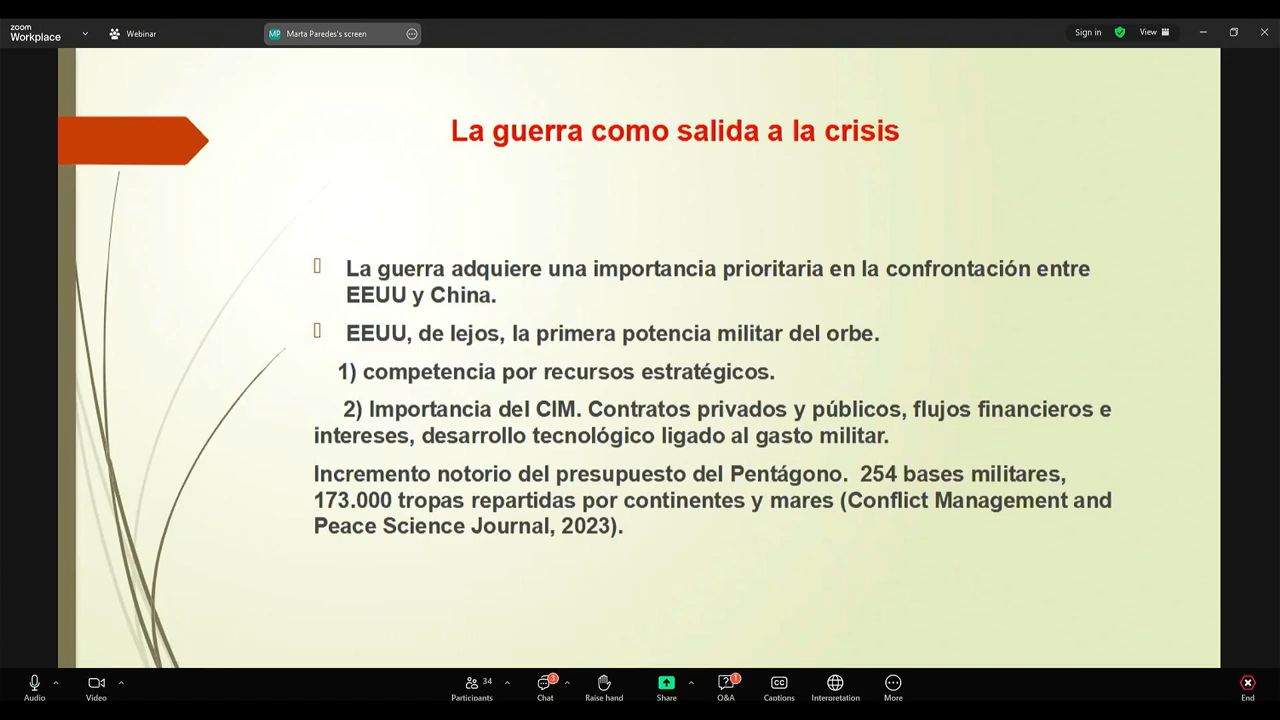 zoom
Workplace
Webinar
MP Marta Paredes's screen
Sign in
View
La guerra como salida a la crisis
La guerra adquiere una importancia prioritaria en la confrontación entre
EEUU y China.
EEUU, de lejos, la primera potencia militar del orbe.
1) competencia por recursos estratégicos.
2) Importancia del CIM. Contratos privados y públicos, flujos financieros e
intereses, desarrollo tecnológico ligado al gasto militar.
Incremento notorio del presupuesto del Pentágono.  254 bases militares,
173.000 tropas repartidas por continentes y mares (Conflict Management and
Peace Science Journal, 2023).
34
3
1
CC
Audio
Video
Participants
Chat
Raise hand
Share
Q&A
Captions
Interpretation
More
End